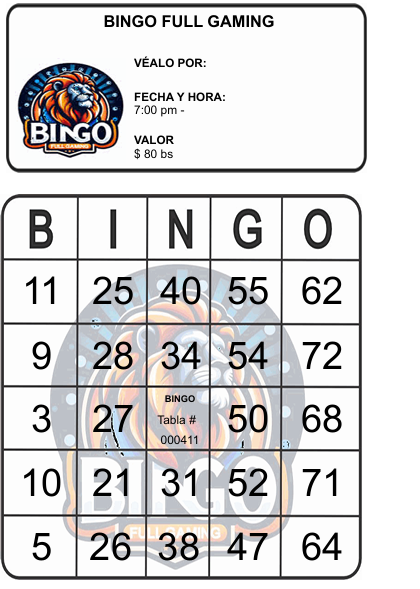 BINGO FULL GAMING
VÉALO POR:
FECHA Y HORA:
7:00 pm -
VALOR
$ 80 bs
BINGO
FULL GAMING
B I N G O
11 25 40 55 62
9 28 34 54 72
3 27 BINGO 50 68
Tabla #
000411
10 21 31 52 71
5 26 38 47 64
BINGO
FULL GAMING